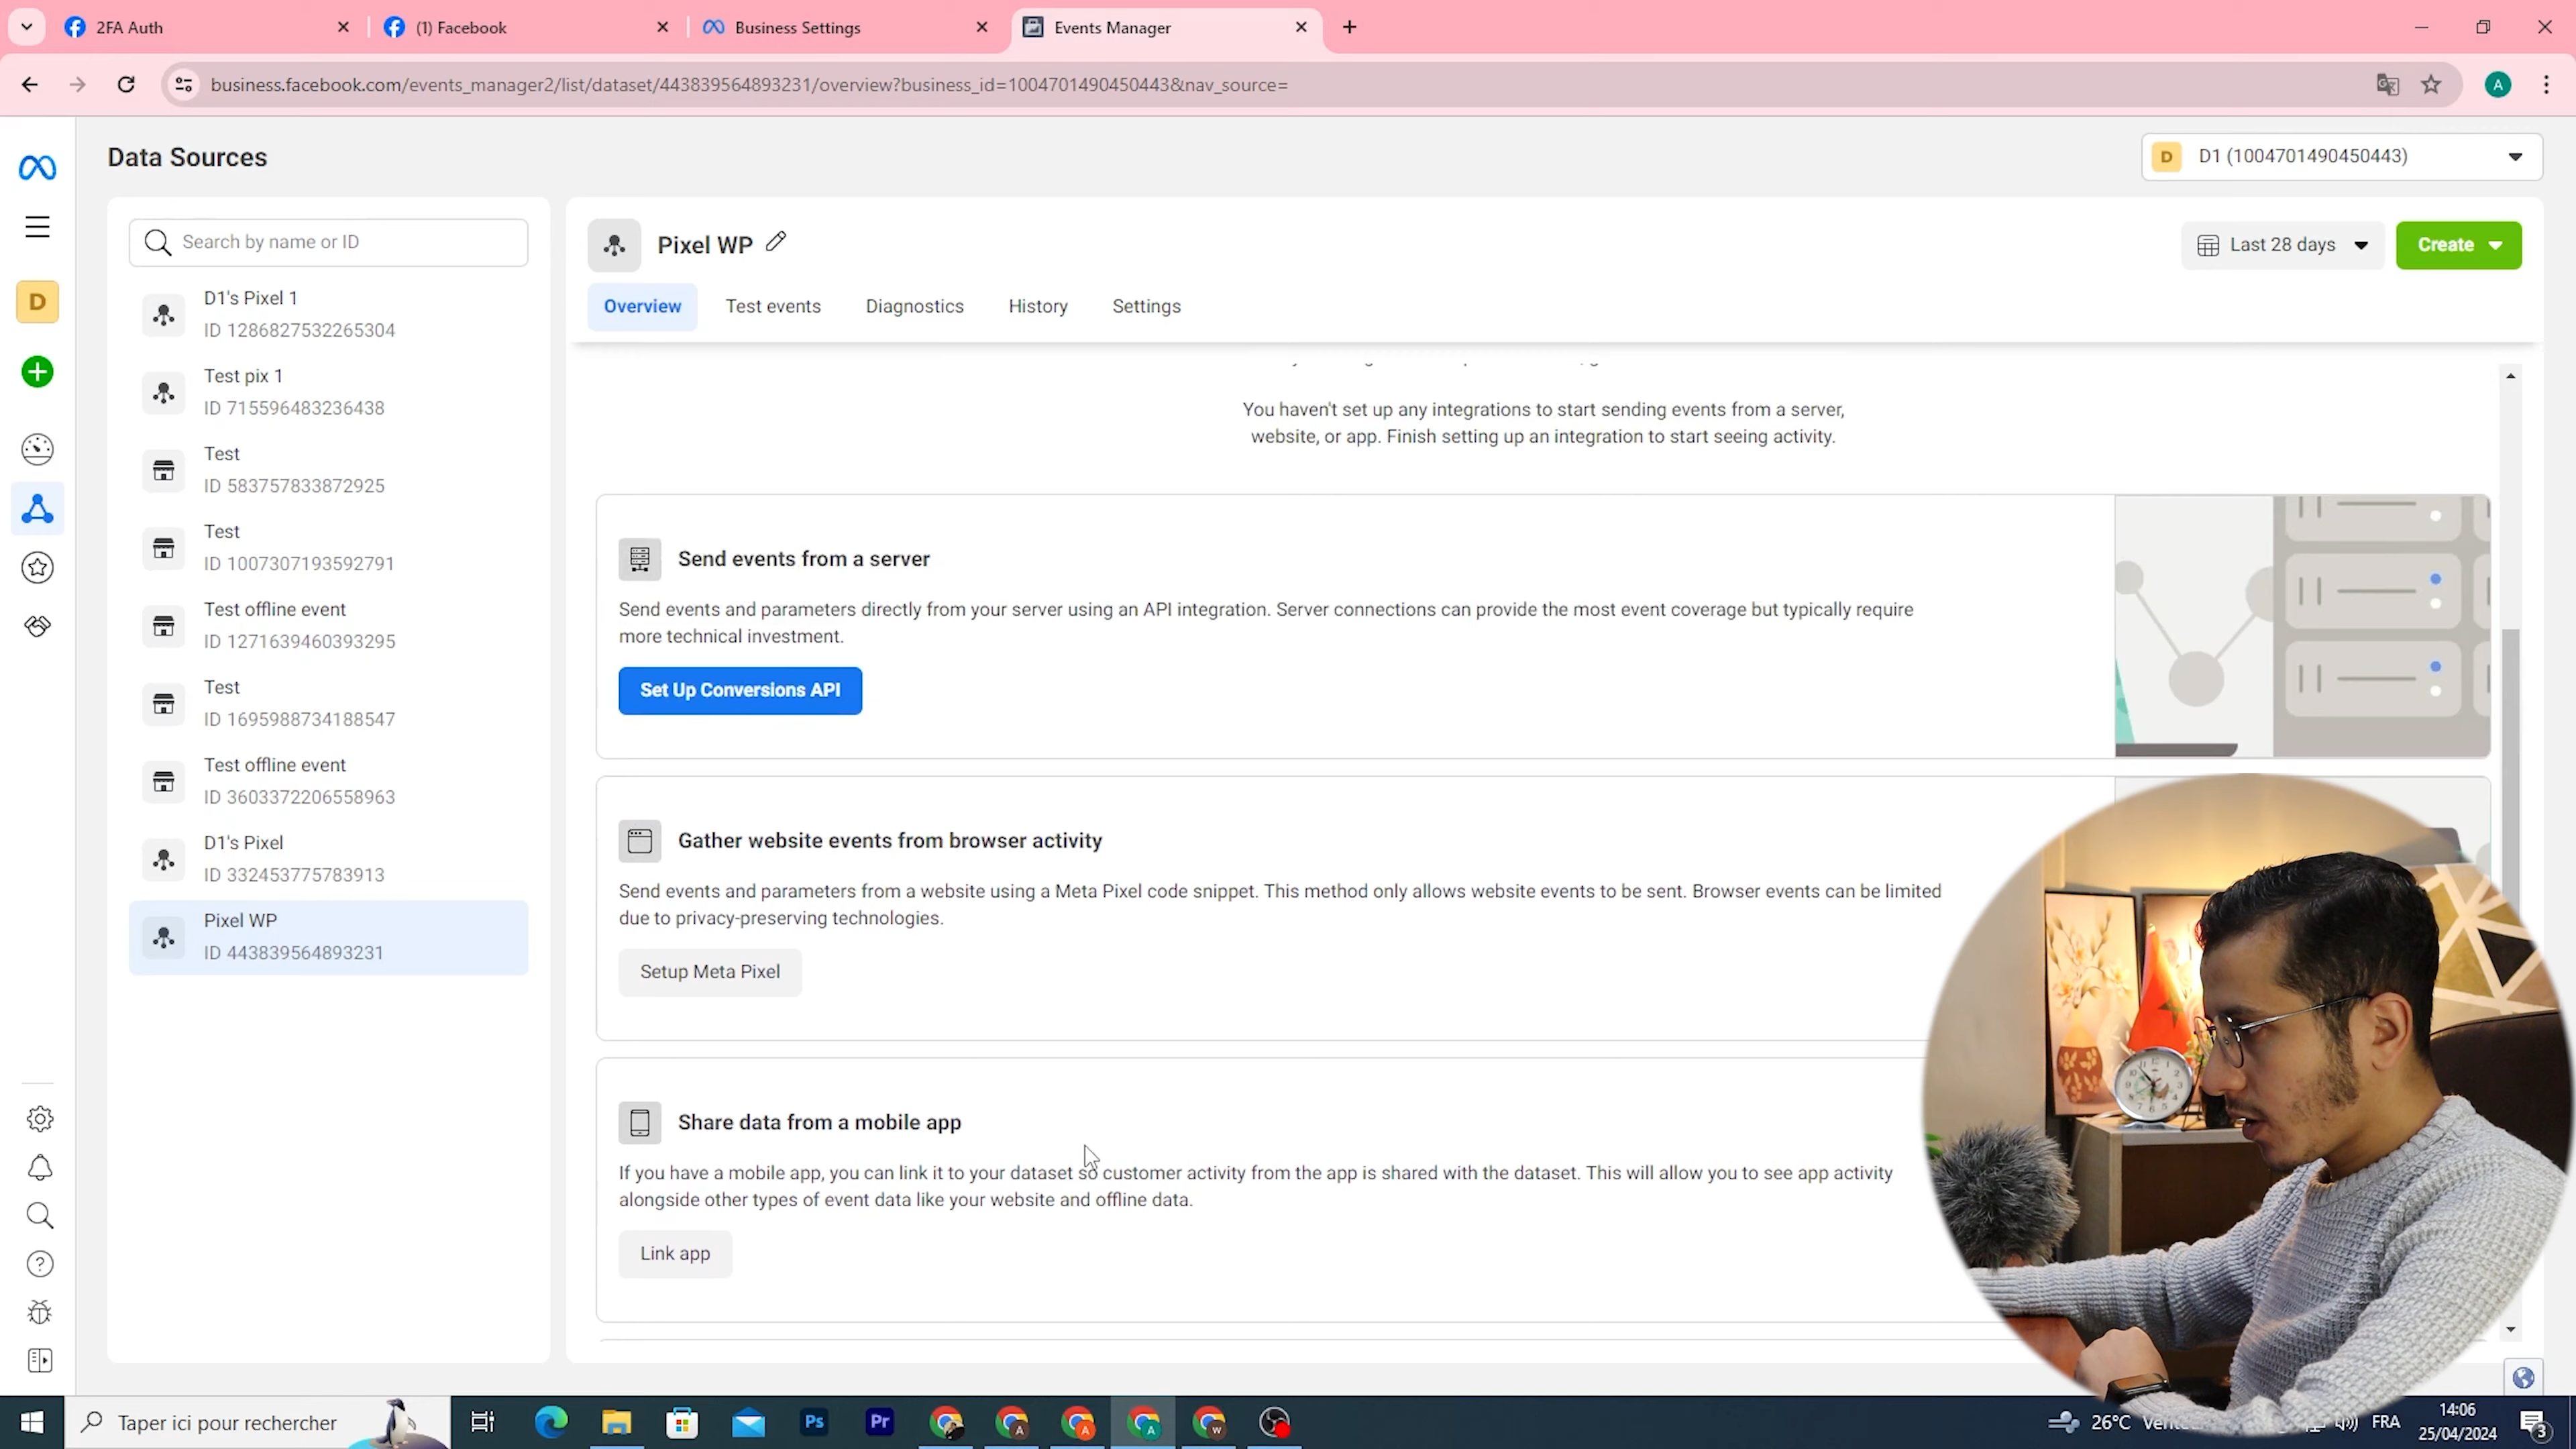 2FA Auth
(1) Facebook
Business Settings
Events Manager
business.facebook.com/events_manager2/list/dataset/443839564893231/overview?business_id=1004701490450443&nav_source=
A
Data Sources
D D1 (1004701490450443)
D
Search by name or ID
D1's Pixel 1
ID 1286827532265304
Test pix 1
ID 715596483236438
Test
ID 583757833872925
Test
ID 1007307193592791
Test offline event
ID 1271639460393295
Test
ID 1695988734188547
Test offline event
ID 3603372206558963
D1's Pixel
ID 332453775783913
Pixel WP
ID 443839564893231
Pixel WP
Last 28 days
Create
Overview Test events Diagnostics History Settings
You haven't set up any integrations to start sending events from a server,
website, or app. Finish setting up an integration to start seeing activity.
Send events from a server
Send events and parameters directly from your server using an API integration. Server connections can provide the most event coverage but typically require
more technical investment.
Set Up Conversions API
Gather website events from browser activity
Send events and parameters from a website using a Meta Pixel code snippet. This method only allows website events to be sent. Browser events can be limited
due to privacy-preserving technologies.
Setup Meta Pixel
Share data from a mobile app
If you have a mobile app, you can link it to your dataset so customer activity from the app is shared with the dataset. This will allow you to see app activity
alongside other types of event data like your website and offline data.
Link app
Taper ici pour rechercher
Ps
Pr
A
A
A
W
26°C
FRA
14:06
25/04/2024
3